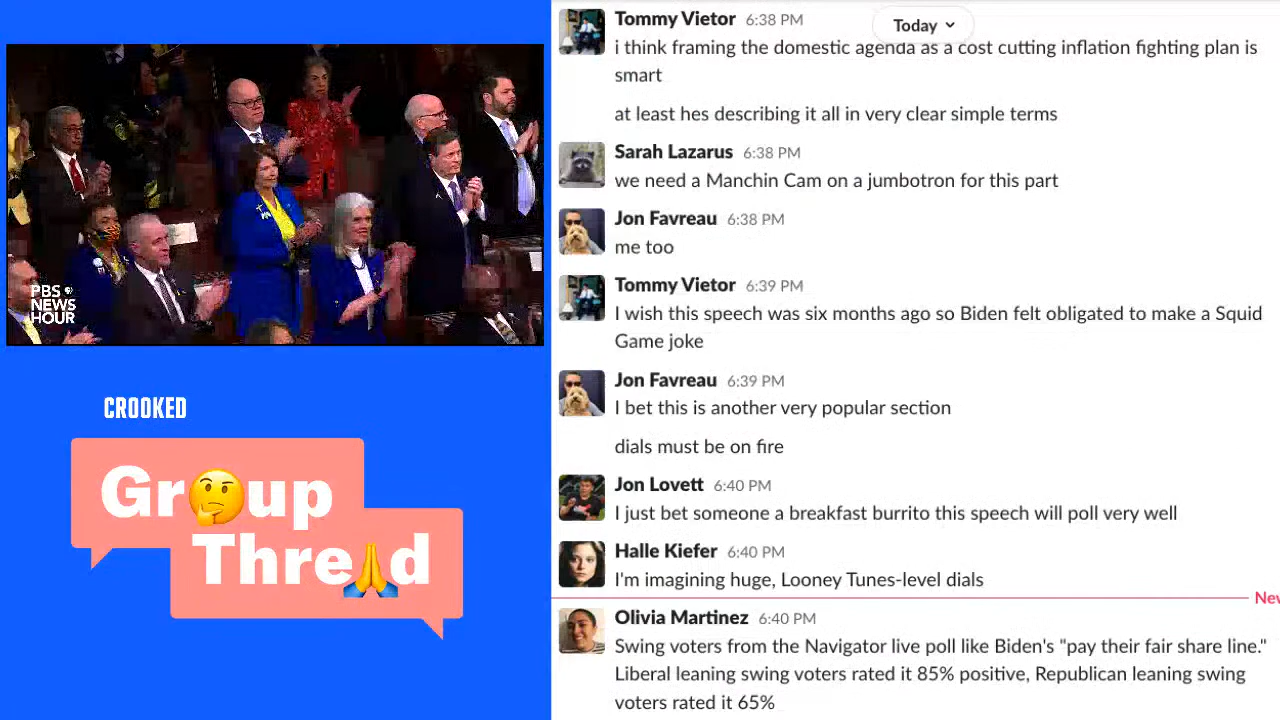 PBS
NEWS
HOUR
CROOKED
Gr🤔up
Thre🙏d
Today
Tommy Vietor 6:38 PM
i think framing the domestic agenda as a cost cutting inflation fighting plan is
smart
at least hes describing it all in very clear simple terms
Sarah Lazarus 6:38 PM
we need a Manchin Cam on a jumbotron for this part
Jon Favreau 6:38 PM
me too
Tommy Vietor 6:39 PM
I wish this speech was six months ago so Biden felt obligated to make a Squid
Game joke
Jon Favreau 6:39 PM
I bet this is another very popular section
dials must be on fire
Jon Lovett 6:40 PM
I just bet someone a breakfast burrito this speech will poll very well
Halle Kiefer 6:40 PM
I'm imagining huge, Looney Tunes-level dials
Olivia Martinez 6:40 PM
Swing voters from the Navigator live poll like Biden's "pay their fair share line."
Liberal leaning swing voters rated it 85% positive, Republican leaning swing
voters rated it 65%